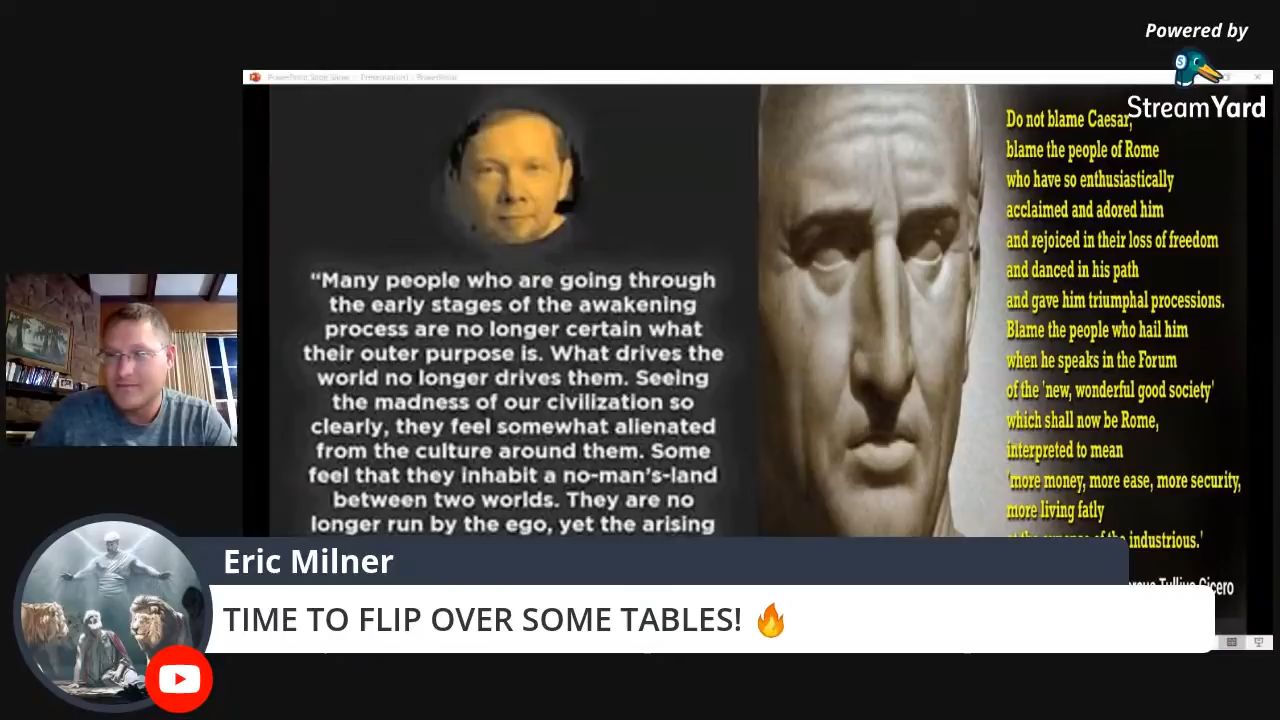 Powered by
StreamYard
PowerPoint Slide Show - Presentation1 - PowerPoint
“Many people who are going through
the early stages of the awakening
process are no longer certain what
their outer purpose is. What drives the
world no longer drives them. Seeing
the madness of our civilization so
clearly, they feel somewhat alienated
from the culture around them. Some
feel that they inhabit a no-man's-land
between two worlds. They are no
longer run by the ego, yet the arising
Do not blame Caesar,
blame the people of Rome
who have so enthusiastically
acclaimed and adored him
and rejoiced in their loss of freedom
and danced in his path
and gave him triumphal processions.
Blame the people who hail him
when he speaks in the Forum
of the 'new, wonderful good society'
which shall now be Rome,
interpreted to mean
'more money, more ease, more security,
more living fatly
of the industrious.'
Tullius Cicero
Eric Milner
TIME TO FLIP OVER SOME TABLES! 🔥